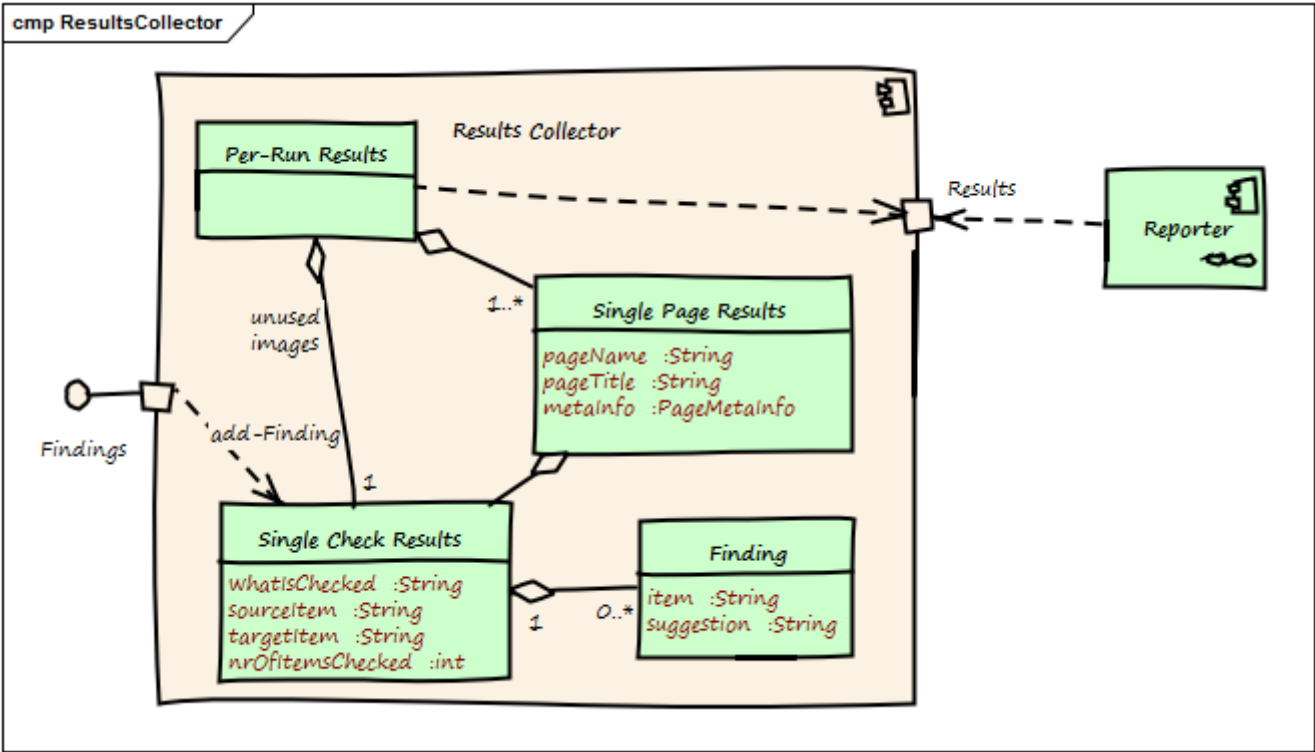 cmp ResultsCollector
Results Collector
Per-Run Results
Results
Reporter
1..*
unused
images
Single Page Results
pageName :String
pageTitle :String
metaInfo :PageMetaInfo
Findings
add-Finding
1
Single Check Results
whatIsChecked :String
sourceItem :String
targetItem :String
nrOfItemsChecked :int
1
0..*
Finding
item :String
suggestion :String